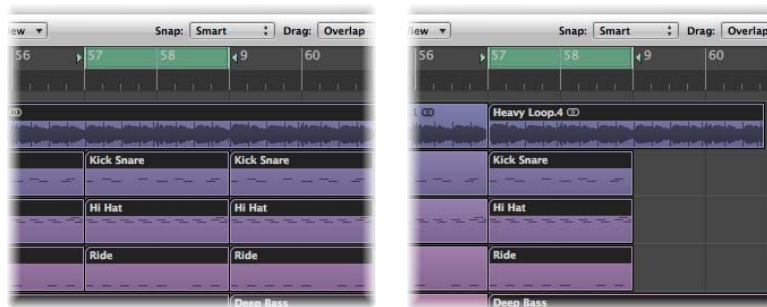 ew Snap: Smart Drag: Overlap
56 57 58 9 60
Kick Snare Kick Snare
Hi Hat Hi Hat
Ride Ride
Deep Bass
iew Snap: Smart Drag: Overlap
56 57 58 9 60
1 Heavy Loop.4
Kick Snare
Hi Hat
Ride
Deep Bass